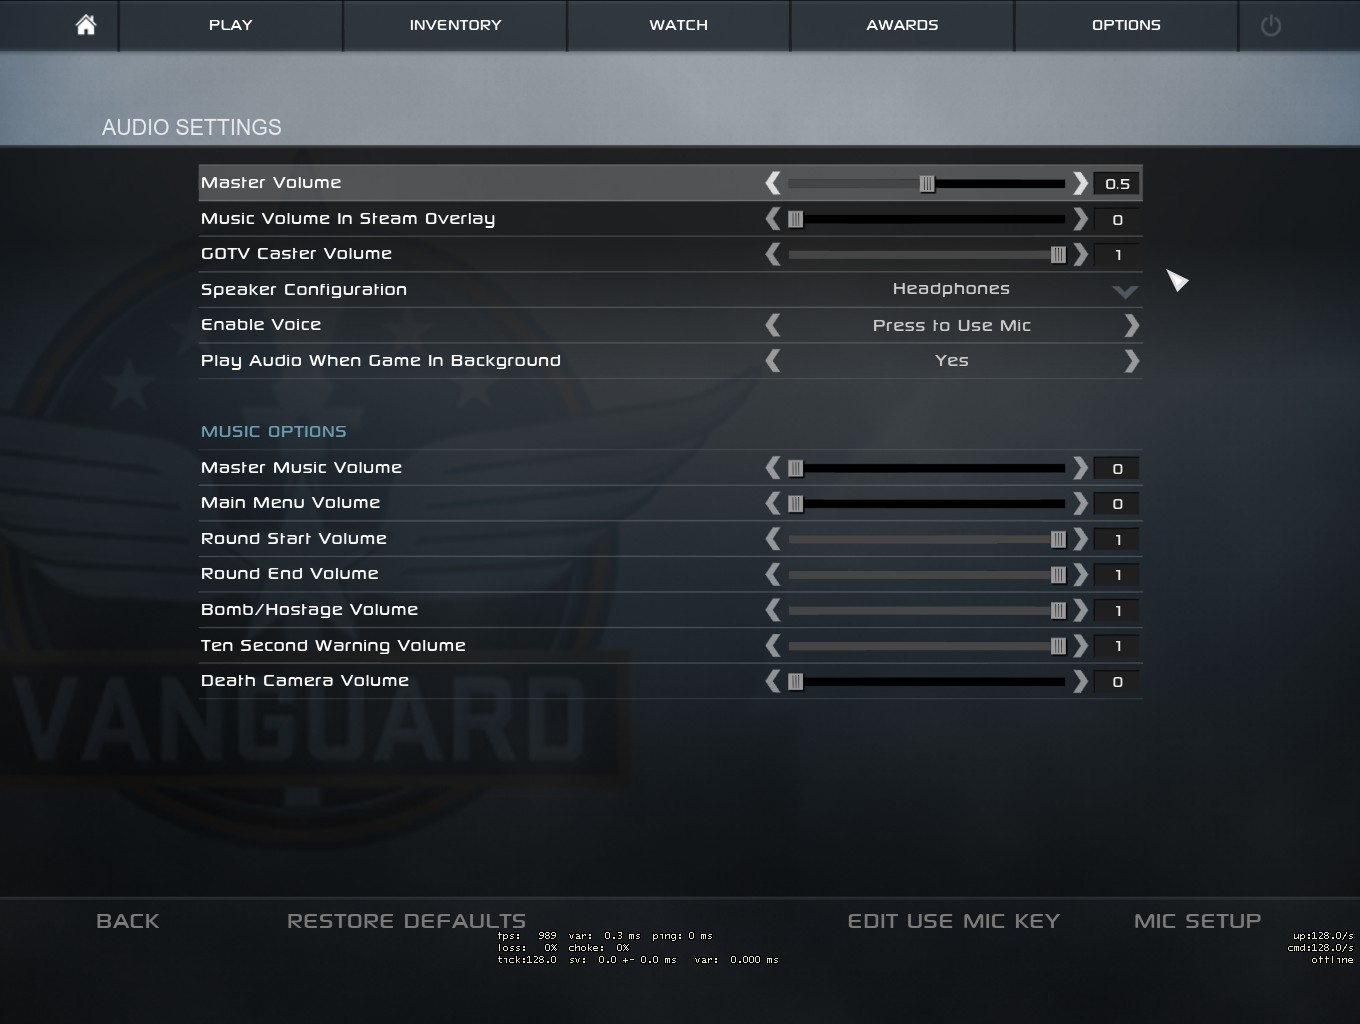 PLAY INVENTORY WATCH AWARDS OPTIONS
AUDIO SETTINGS
Master Volume 0.5
Music Volume In Steam Overlay 0
GOTV Caster Volume 1
Speaker Configuration Headphones
Enable Voice Press to Use Mic
Play Audio When Game In Background Yes
MUSIC OPTIONS
Master Music Volume 0
Main Menu Volume 0
Round Start Volume 1
Round End Volume 1
Bomb/Hostage Volume 1
Ten Second Warning Volume 1
Death Camera Volume 0
VANGUARD
BACK RESTORE DEFAULTS EDIT USE MIC KEY MIC SETUP
fps: 989 var: 0.3 ms ping: 0 ms up:128.0/s
loss: 0% choke: 0% cmd:128.0/s
tick:128.0 sv: 0.0 +- 0.0 ms var: 0.000 ms offline